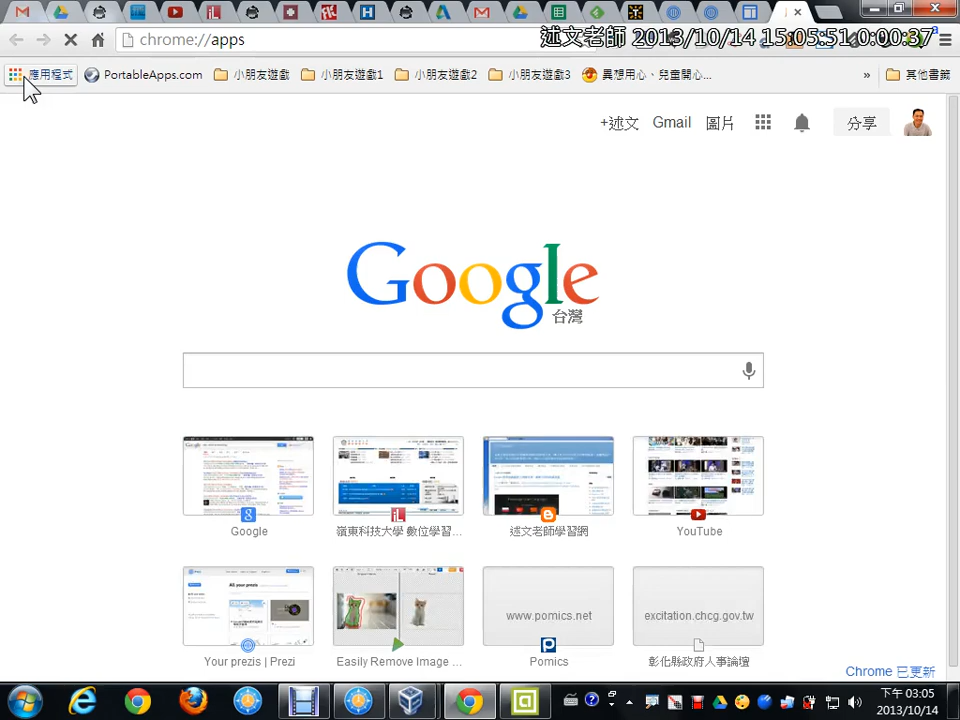 述文老師 2013/10/14 15:05:51 0:00:37
chrome://apps
應用程式
PortableApps.com
小朋友遊戲
小朋友遊戲1
小朋友遊戲2
小朋友遊戲3
異想用心、兒童開心...
»
其他書籤
+述文
Gmail
圖片
分享
Google
台灣
Google
嶺東科技大學 數位學習...
述文老師學習網
YouTube
www.pomics.net
excitation.chcg.gov.tw
Your prezis | Prezi
Easily Remove Image ...
Pomics
彰化縣政府人事論壇
Chrome 已更新
下午 03:05
2013/10/14